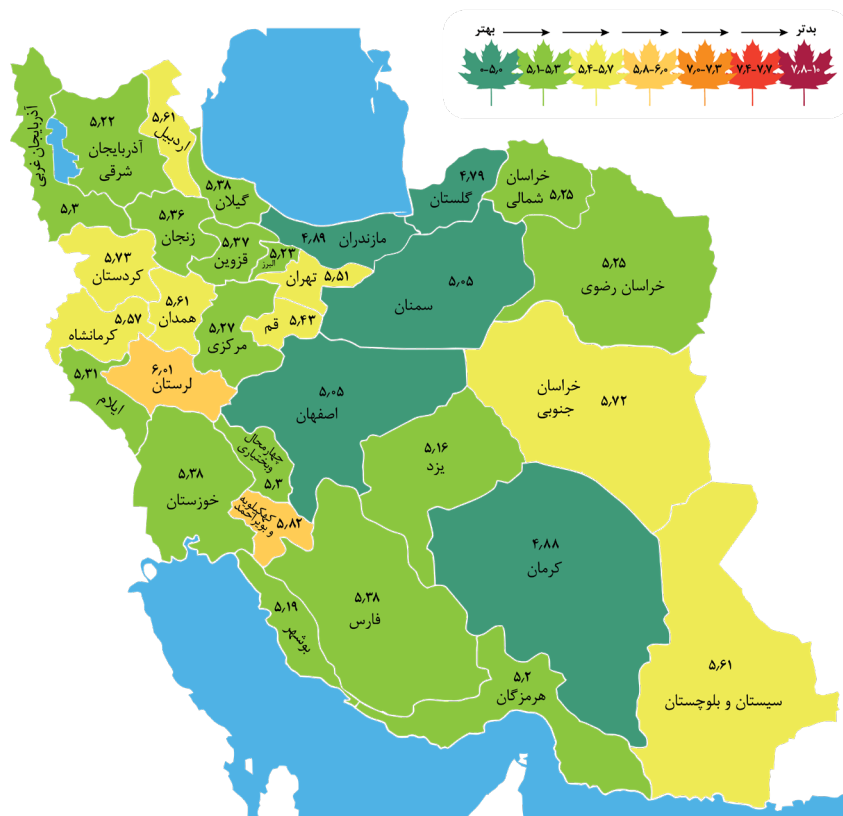 بهتر
بدتر
۰-۵٫۰
۵٫۱-۵٫۳
۵٫۴-۵٫۷
۵٫۸-۶٫۰
۷٫۰-۷٫۳
۷٫۴-۷٫۷
۷٫۸-۱۰
آذربایجان غربی
۵٫۳
۵٫۲۲
آذربایجان
شرقی
۵٫۶۱
اردبیل
۵٫۳۸
گیلان
۵٫۳۶
زنجان
۵٫۳۷
قزوین
۵٫۲۳
البرز
مازندران ۴٫۸۹
۴٫۷۹
گلستان
خراسان
شمالی ۵٫۲۵
۵٫۲۵
خراسان رضوی
۵٫۰۵
سمنان
تهران ۵٫۵۱
قم ۵٫۴۳
۵٫۷۳
کردستان
۵٫۶۱
همدان
۵٫۵۷
کرمانشاه
۵٫۲۷
مرکزی
۶٫۰۱
لرستان
۵٫۳۱
ایلام
۵٫۰۵
اصفهان
خراسان
جنوبی
۵٫۷۲
۵٫۱۶
یزد
چهارمحال
وبختیاری
۵٫۳
۵٫۳۸
خوزستان
کهکیلویه
و بویراحمد
۵٫۸۲
۴٫۸۸
کرمان
۵٫۳۸
فارس
۵٫۱۹
بوشهر
۵٫۲
هرمزگان
۵٫۶۱
سیستان و بلوچستان